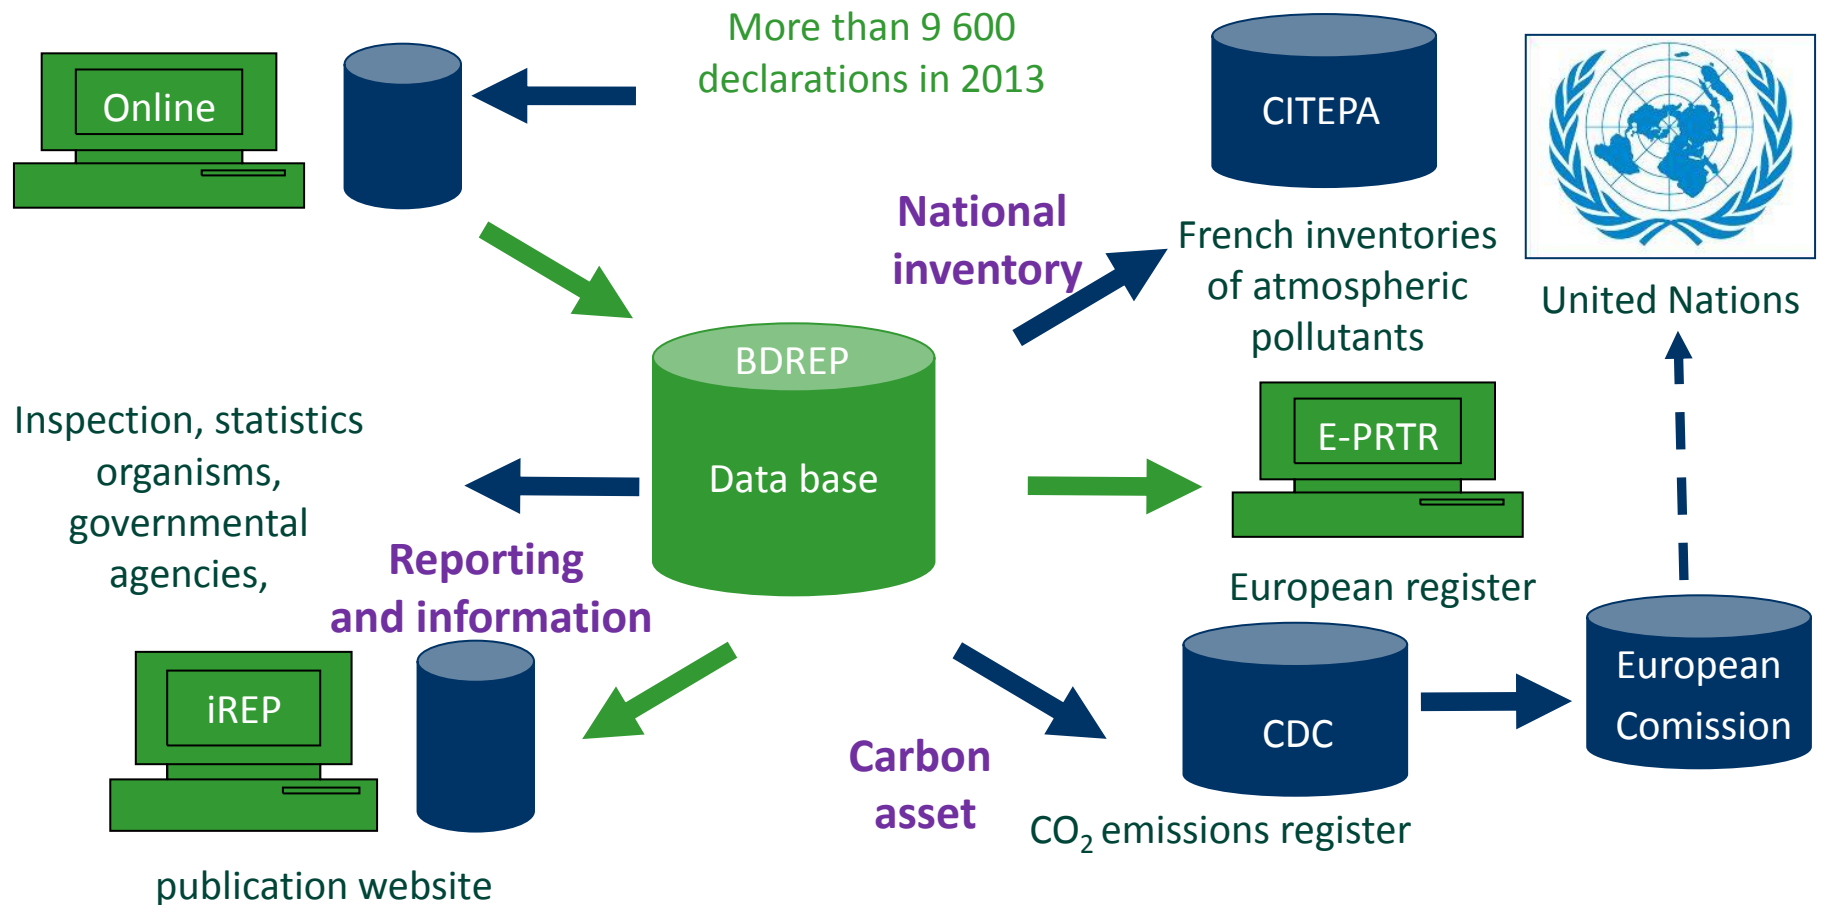 More than 9 600
declarations in 2013
Online
CITEPA
National
inventory
French inventories
of atmospheric
pollutants
United Nations
BDREP
Data base
Inspection, statistics
organisms,
governmental
agencies,
E-PRTR
European register
Reporting
and information
iREP
publication website
Carbon
asset
CDC
CO₂ emissions register
European
Comission